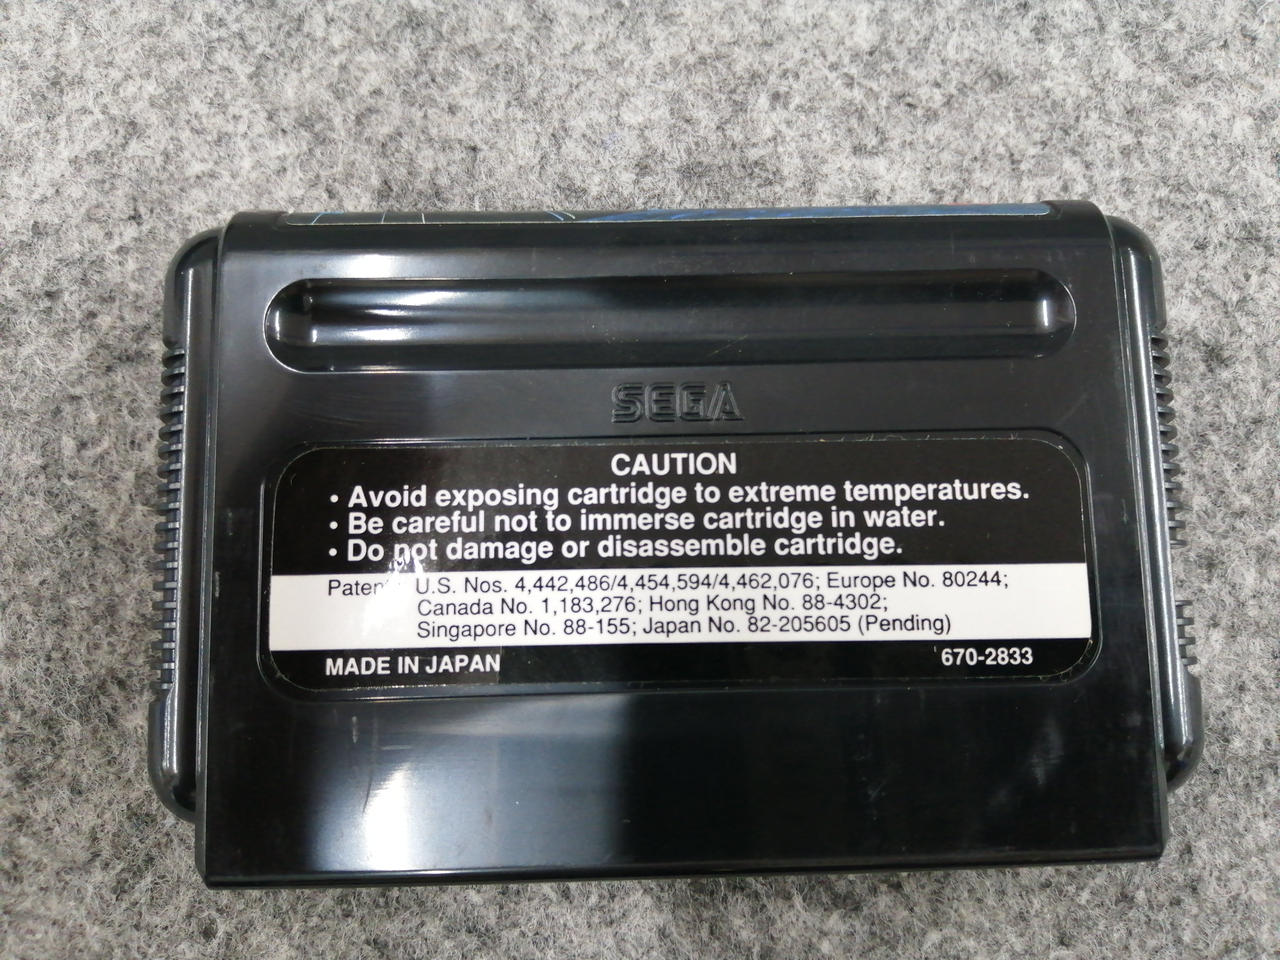 SEGA
CAUTION
• Avoid exposing cartridge to extreme temperatures.
• Be careful not to immerse cartridge in water.
• Do not damage or disassemble cartridge.
Patents: U.S. Nos. 4,442,486/4,454,594/4,462,076; Europe No. 80244;
Canada No. 1,183,276; Hong Kong No. 88-4302;
Singapore No. 88-155; Japan No. 82-205605 (Pending)
MADE IN JAPAN 670-2833